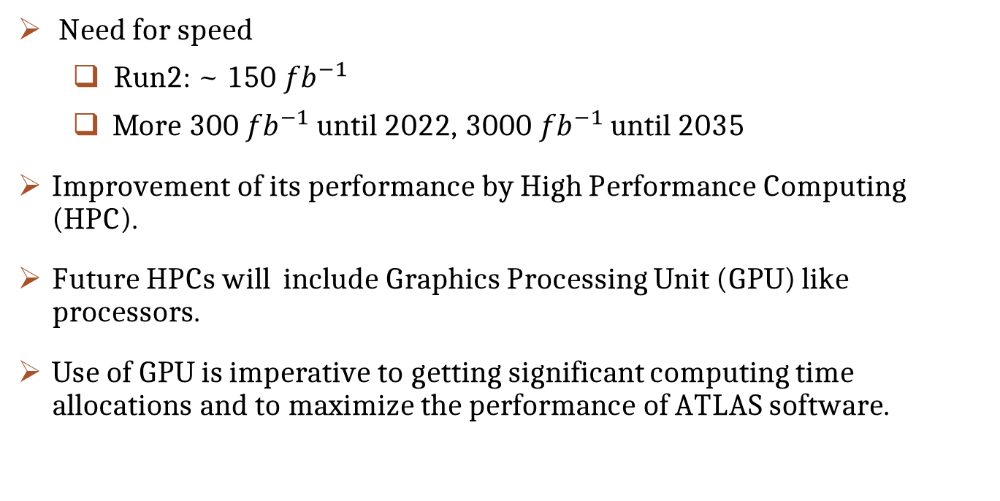 ➢ Need for speed
❑ Run2: ~ 150 fb⁻¹
❑ More 300 fb⁻¹ until 2022, 3000 fb⁻¹ until 2035
➢ Improvement of its performance by High Performance Computing
(HPC).
➢ Future HPCs will include Graphics Processing Unit (GPU) like
processors.
➢ Use of GPU is imperative to getting significant computing time
allocations and to maximize the performance of ATLAS software.